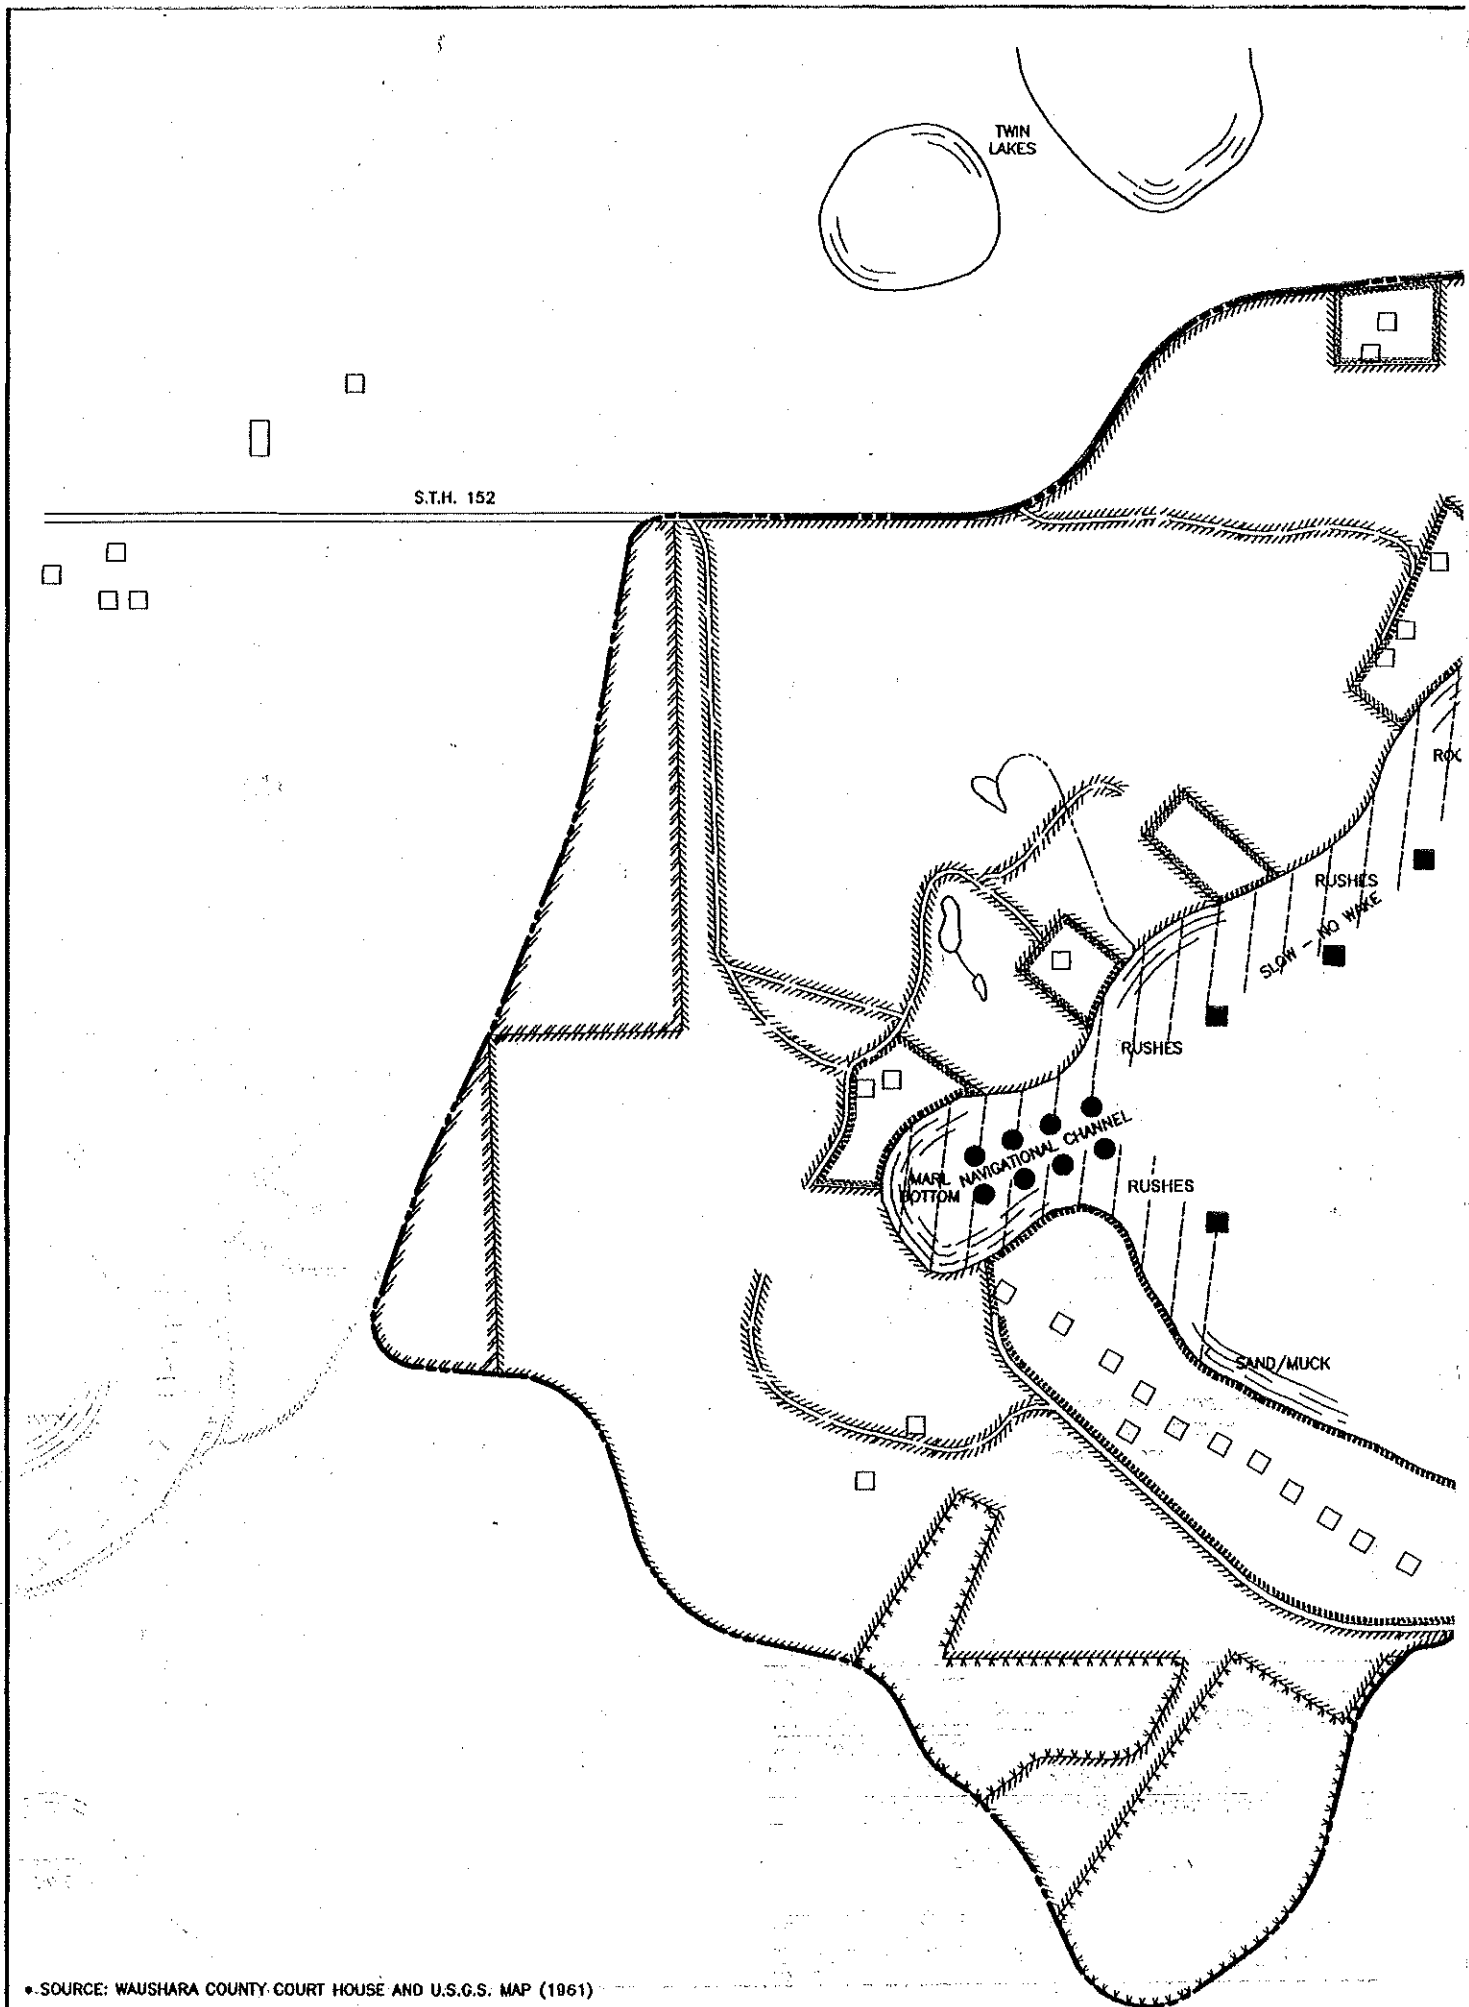 TWIN
LAKES
S.T.H. 152
RUSHES
SLOW - NO WAKE
RUSHES
MARL NAVIGATIONAL CHANNEL
BOTTOM
RUSHES
SAND/MUCK
* SOURCE: WAUSHARA COUNTY COURT HOUSE AND U.S.G.S. MAP (1961)